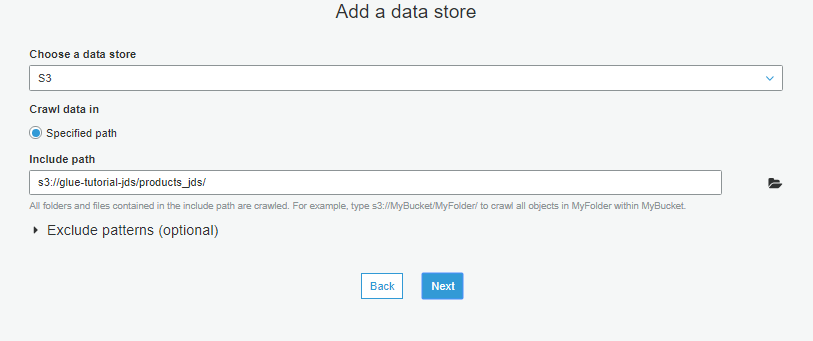 Add a data store
Choose a data store
S3
Crawl data in
Specified path
Include path
s3://glue-tutorial-jds/products_jds/
All folders and files contained in the include path are crawled. For example, type s3://MyBucket/MyFolder/ to crawl all objects in MyFolder within MyBucket.
Exclude patterns (optional)
Back Next